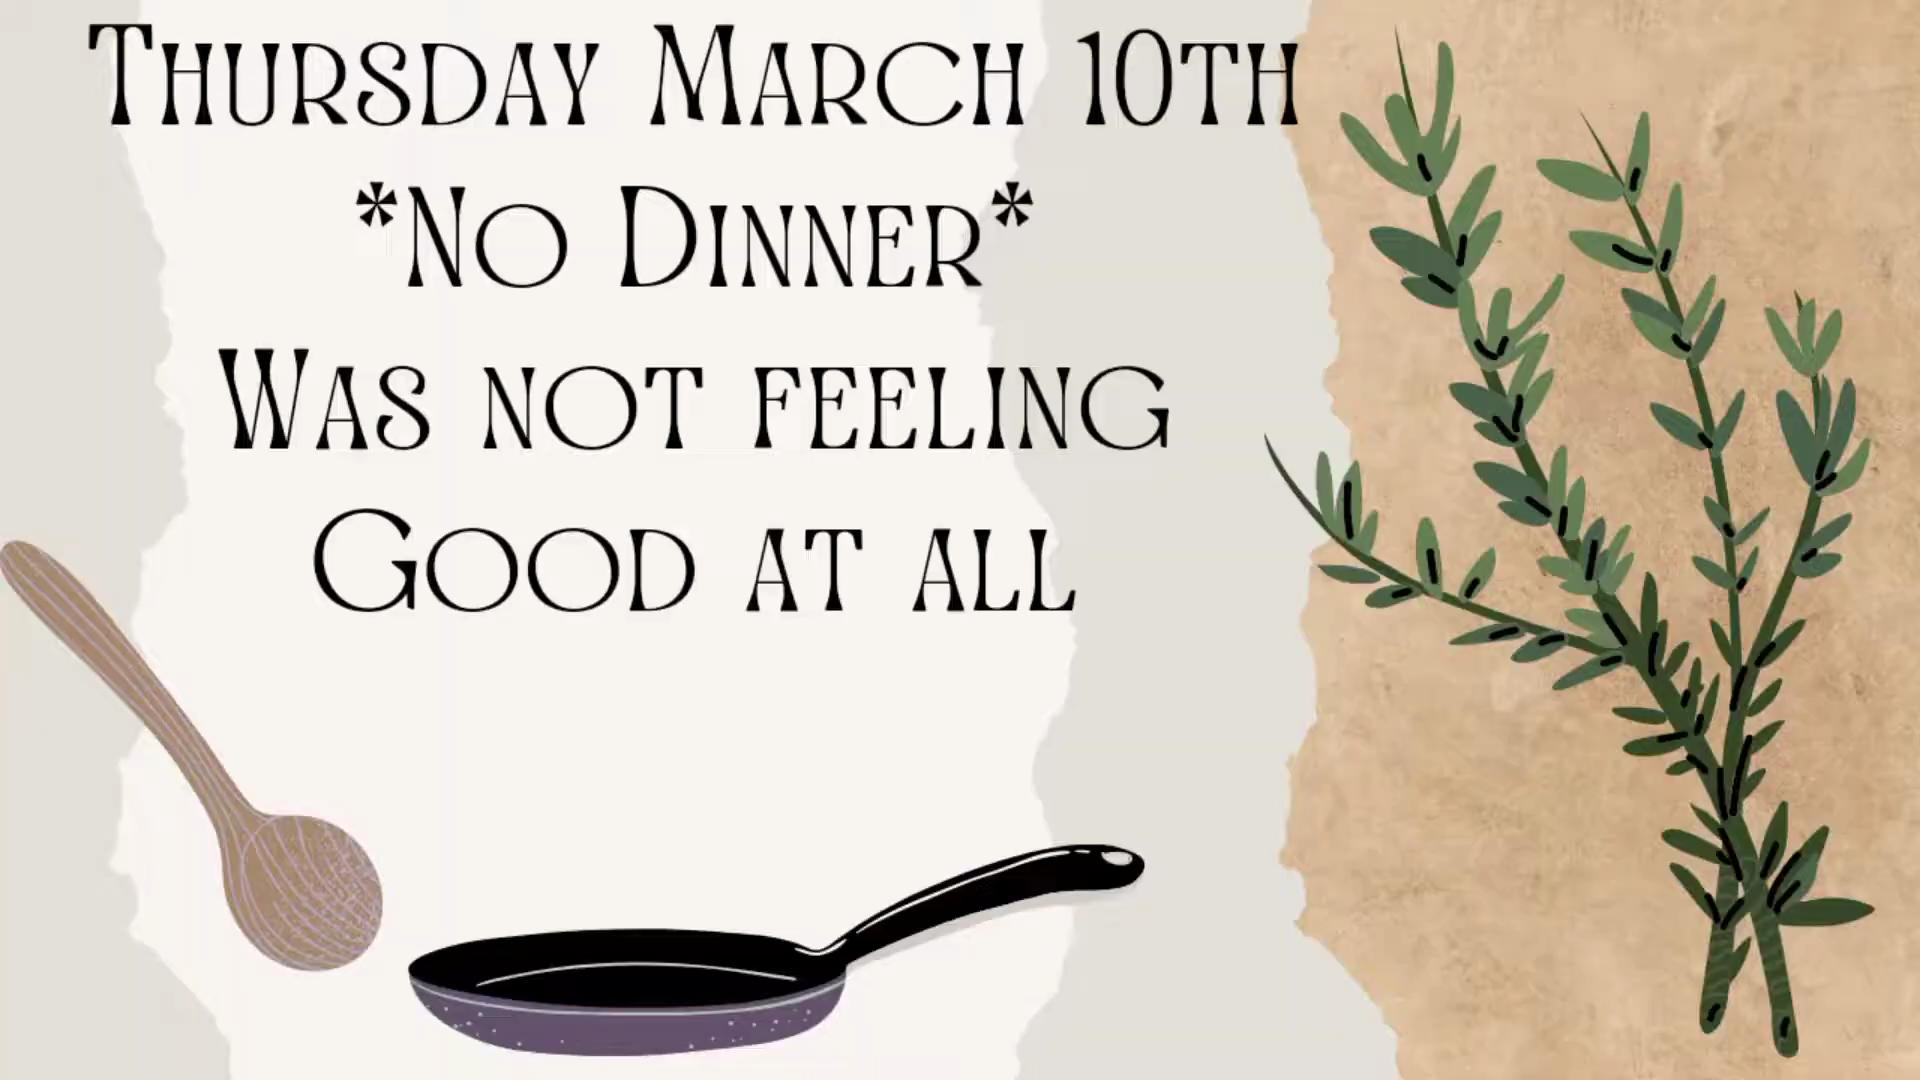 Thursday March 10th
*No Dinner*
Was not feeling
Good at all